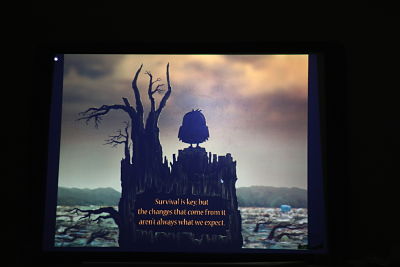 Survival is key, but
the changes that come from it
aren't always what we expect.